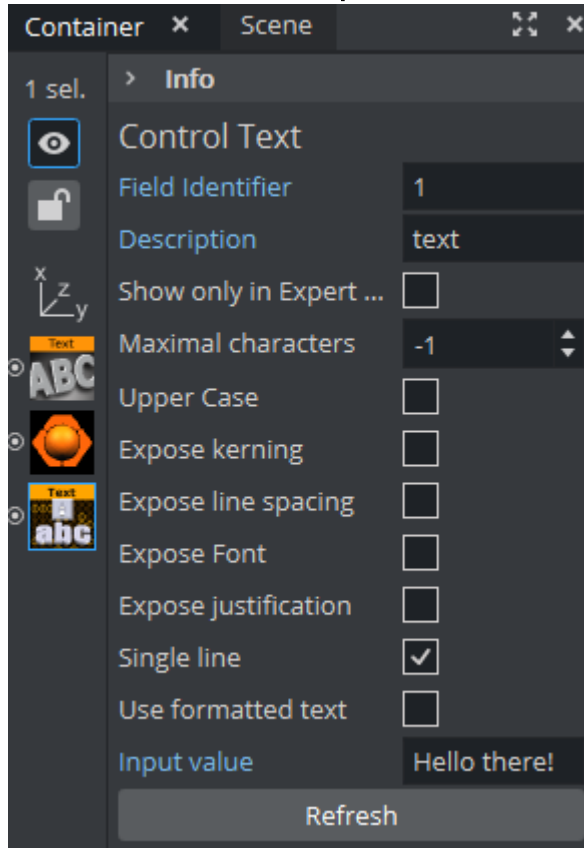 Container × Scene ×
1 sel.
> Info
Control Text
Field Identifier 1
Description text
Show only in Expert ...
x
z
y
Maximal characters -1
Text
ABC
Upper Case
Expose kerning
Expose line spacing
Text
A
abc
Expose Font
Expose justification
Single line
Use formatted text
Input value Hello there!
Refresh